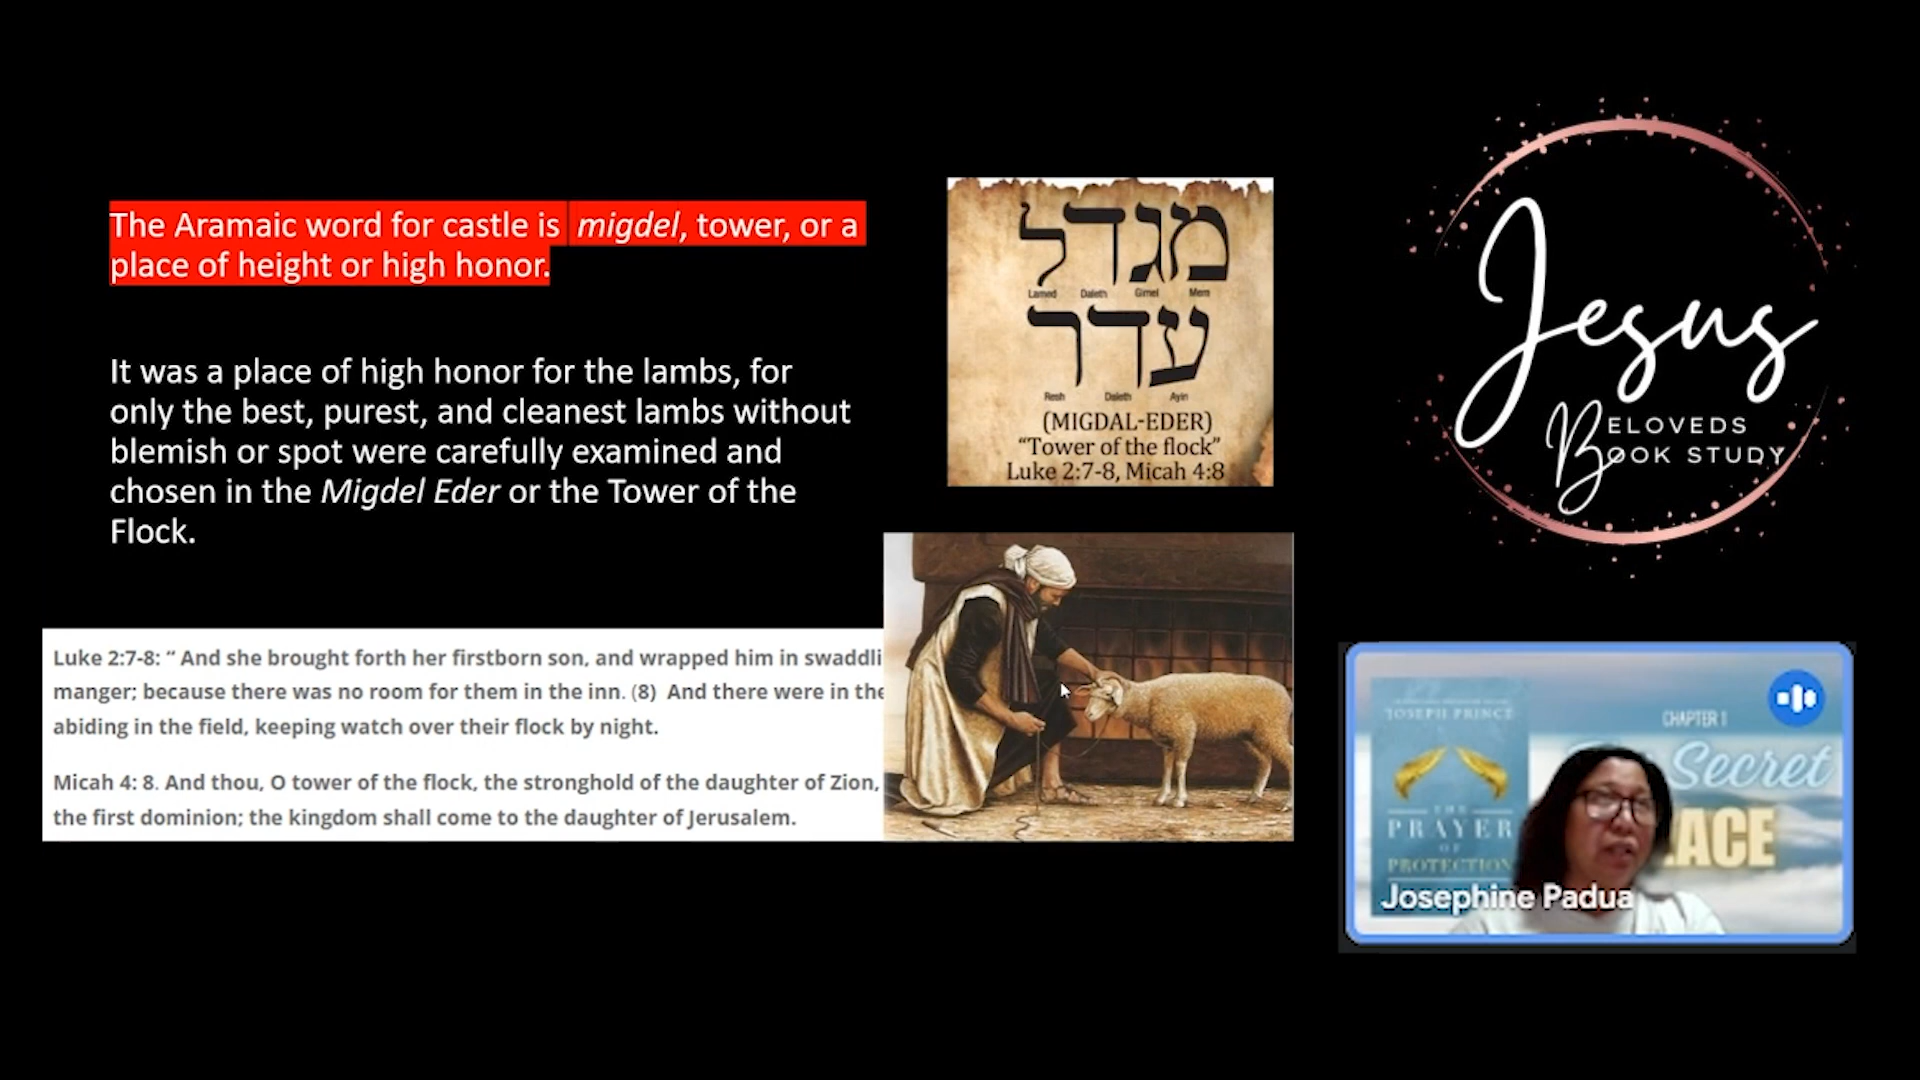 The Aramaic word for castle is migdel, tower, or a
place of height or high honor.
It was a place of high honor for the lambs, for
only the best, purest, and cleanest lambs without
blemish or spot were carefully examined and
chosen in the Migdel Eder or the Tower of the
Flock.
Luke 2:7-8: “ And she brought forth her firstborn son, and wrapped him in swaddli
manger; because there was no room for them in the inn. (8) And there were in the
abiding in the field, keeping watch over their flock by night.
Micah 4: 8. And thou, O tower of the flock, the stronghold of the daughter of Zion,
the first dominion; the kingdom shall come to the daughter of Jerusalem.
מגדל
Lamed Daleth Gimel Mem
עדר
Resh Daleth Ayin
(MIGDAL-EDER)
“Tower of the flock”
Luke 2:7-8, Micah 4:8
Jesus
BELOVEDS
BOOK STUDY
JOSEPH PRINCE
THE
PRAYER
OF
PROTECTION
CHAPTER 1
Secret
LACE
Josephine Padua